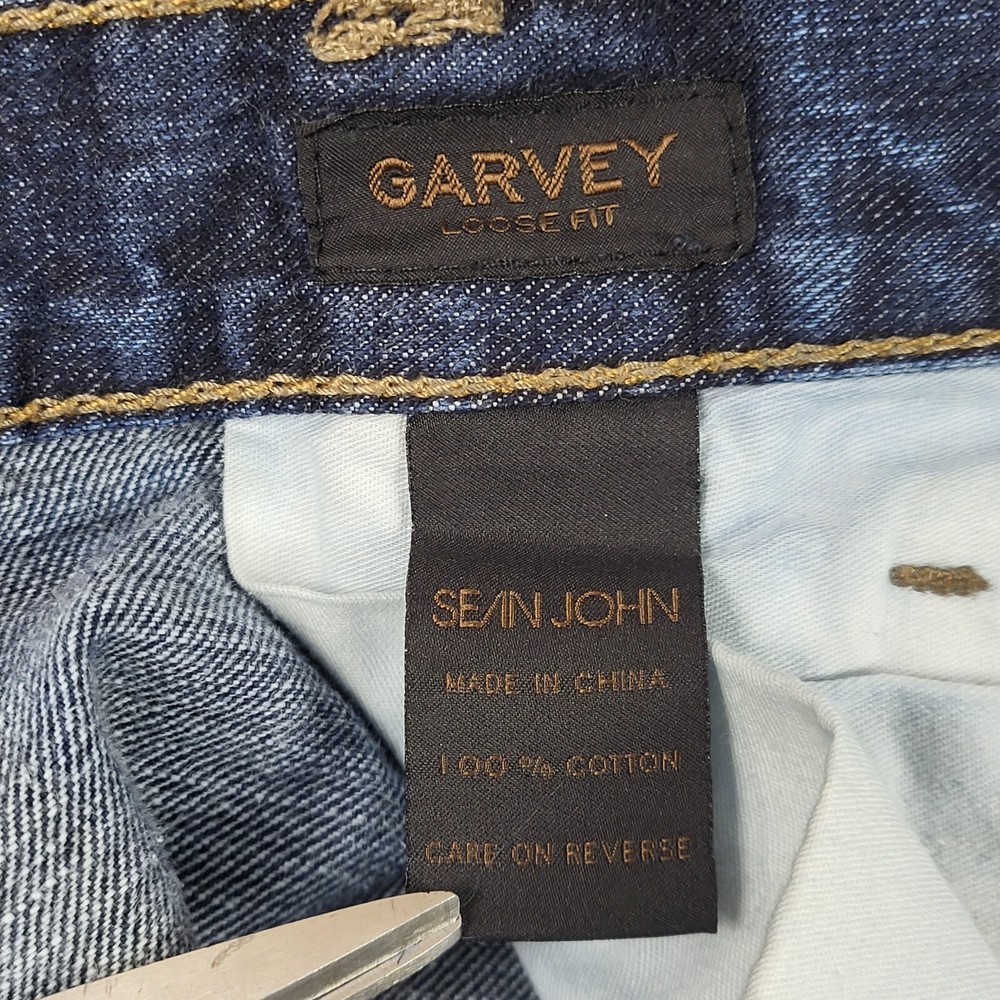 GARVEY
LOOSE FIT
SEAN JOHN
MADE IN CHINA
100 % COTTON
CARE ON REVERSE